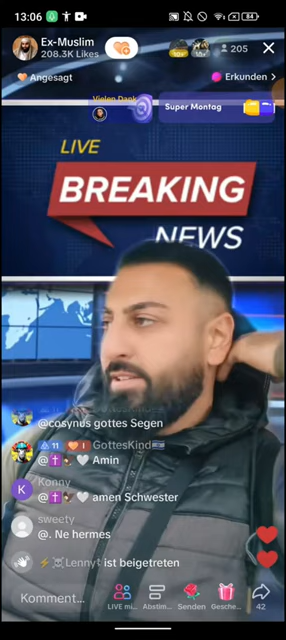 13:06
84
Ex-Muslim
208.3K Likes
205
Angesagt
Erkunden >
Vielen Dank
Super Montag
LIVE
BREAKING
NEWS
@cosynus gottes Segen
11 I GottesKind
@✝️ 🤍 Amin
K
Konny
@✝️ 🤍 amen Schwester
sweety
@. Ne hermes
⚡☠️Lennyt ist beigetreten
Komment...
LIVE mi...
Abstim...
Senden
Gesche...
42